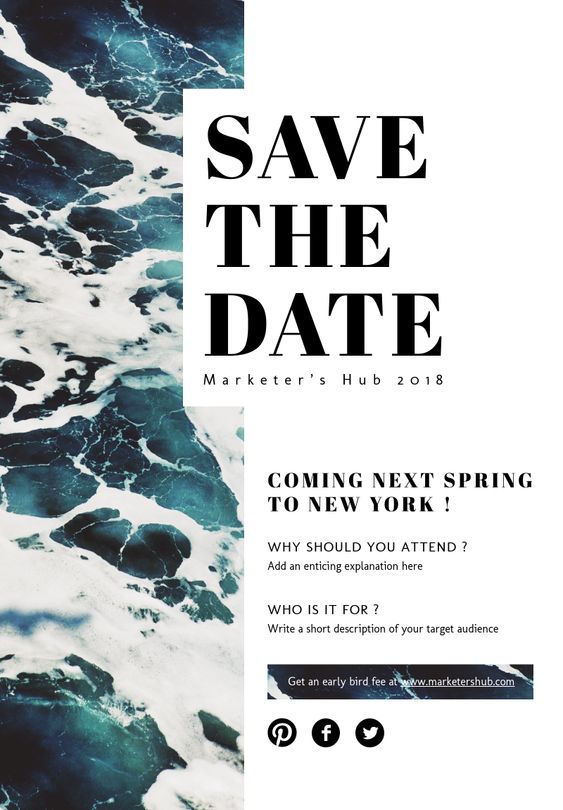 SAVE
THE
DATE
Marketer's Hub 2018
COMING NEXT SPRING
TO NEW YORK !
WHY SHOULD YOU ATTEND ?
Add an enticing explanation here
WHO IS IT FOR ?
Write a short description of your target audience
Get an early bird fee at www.marketershub.com